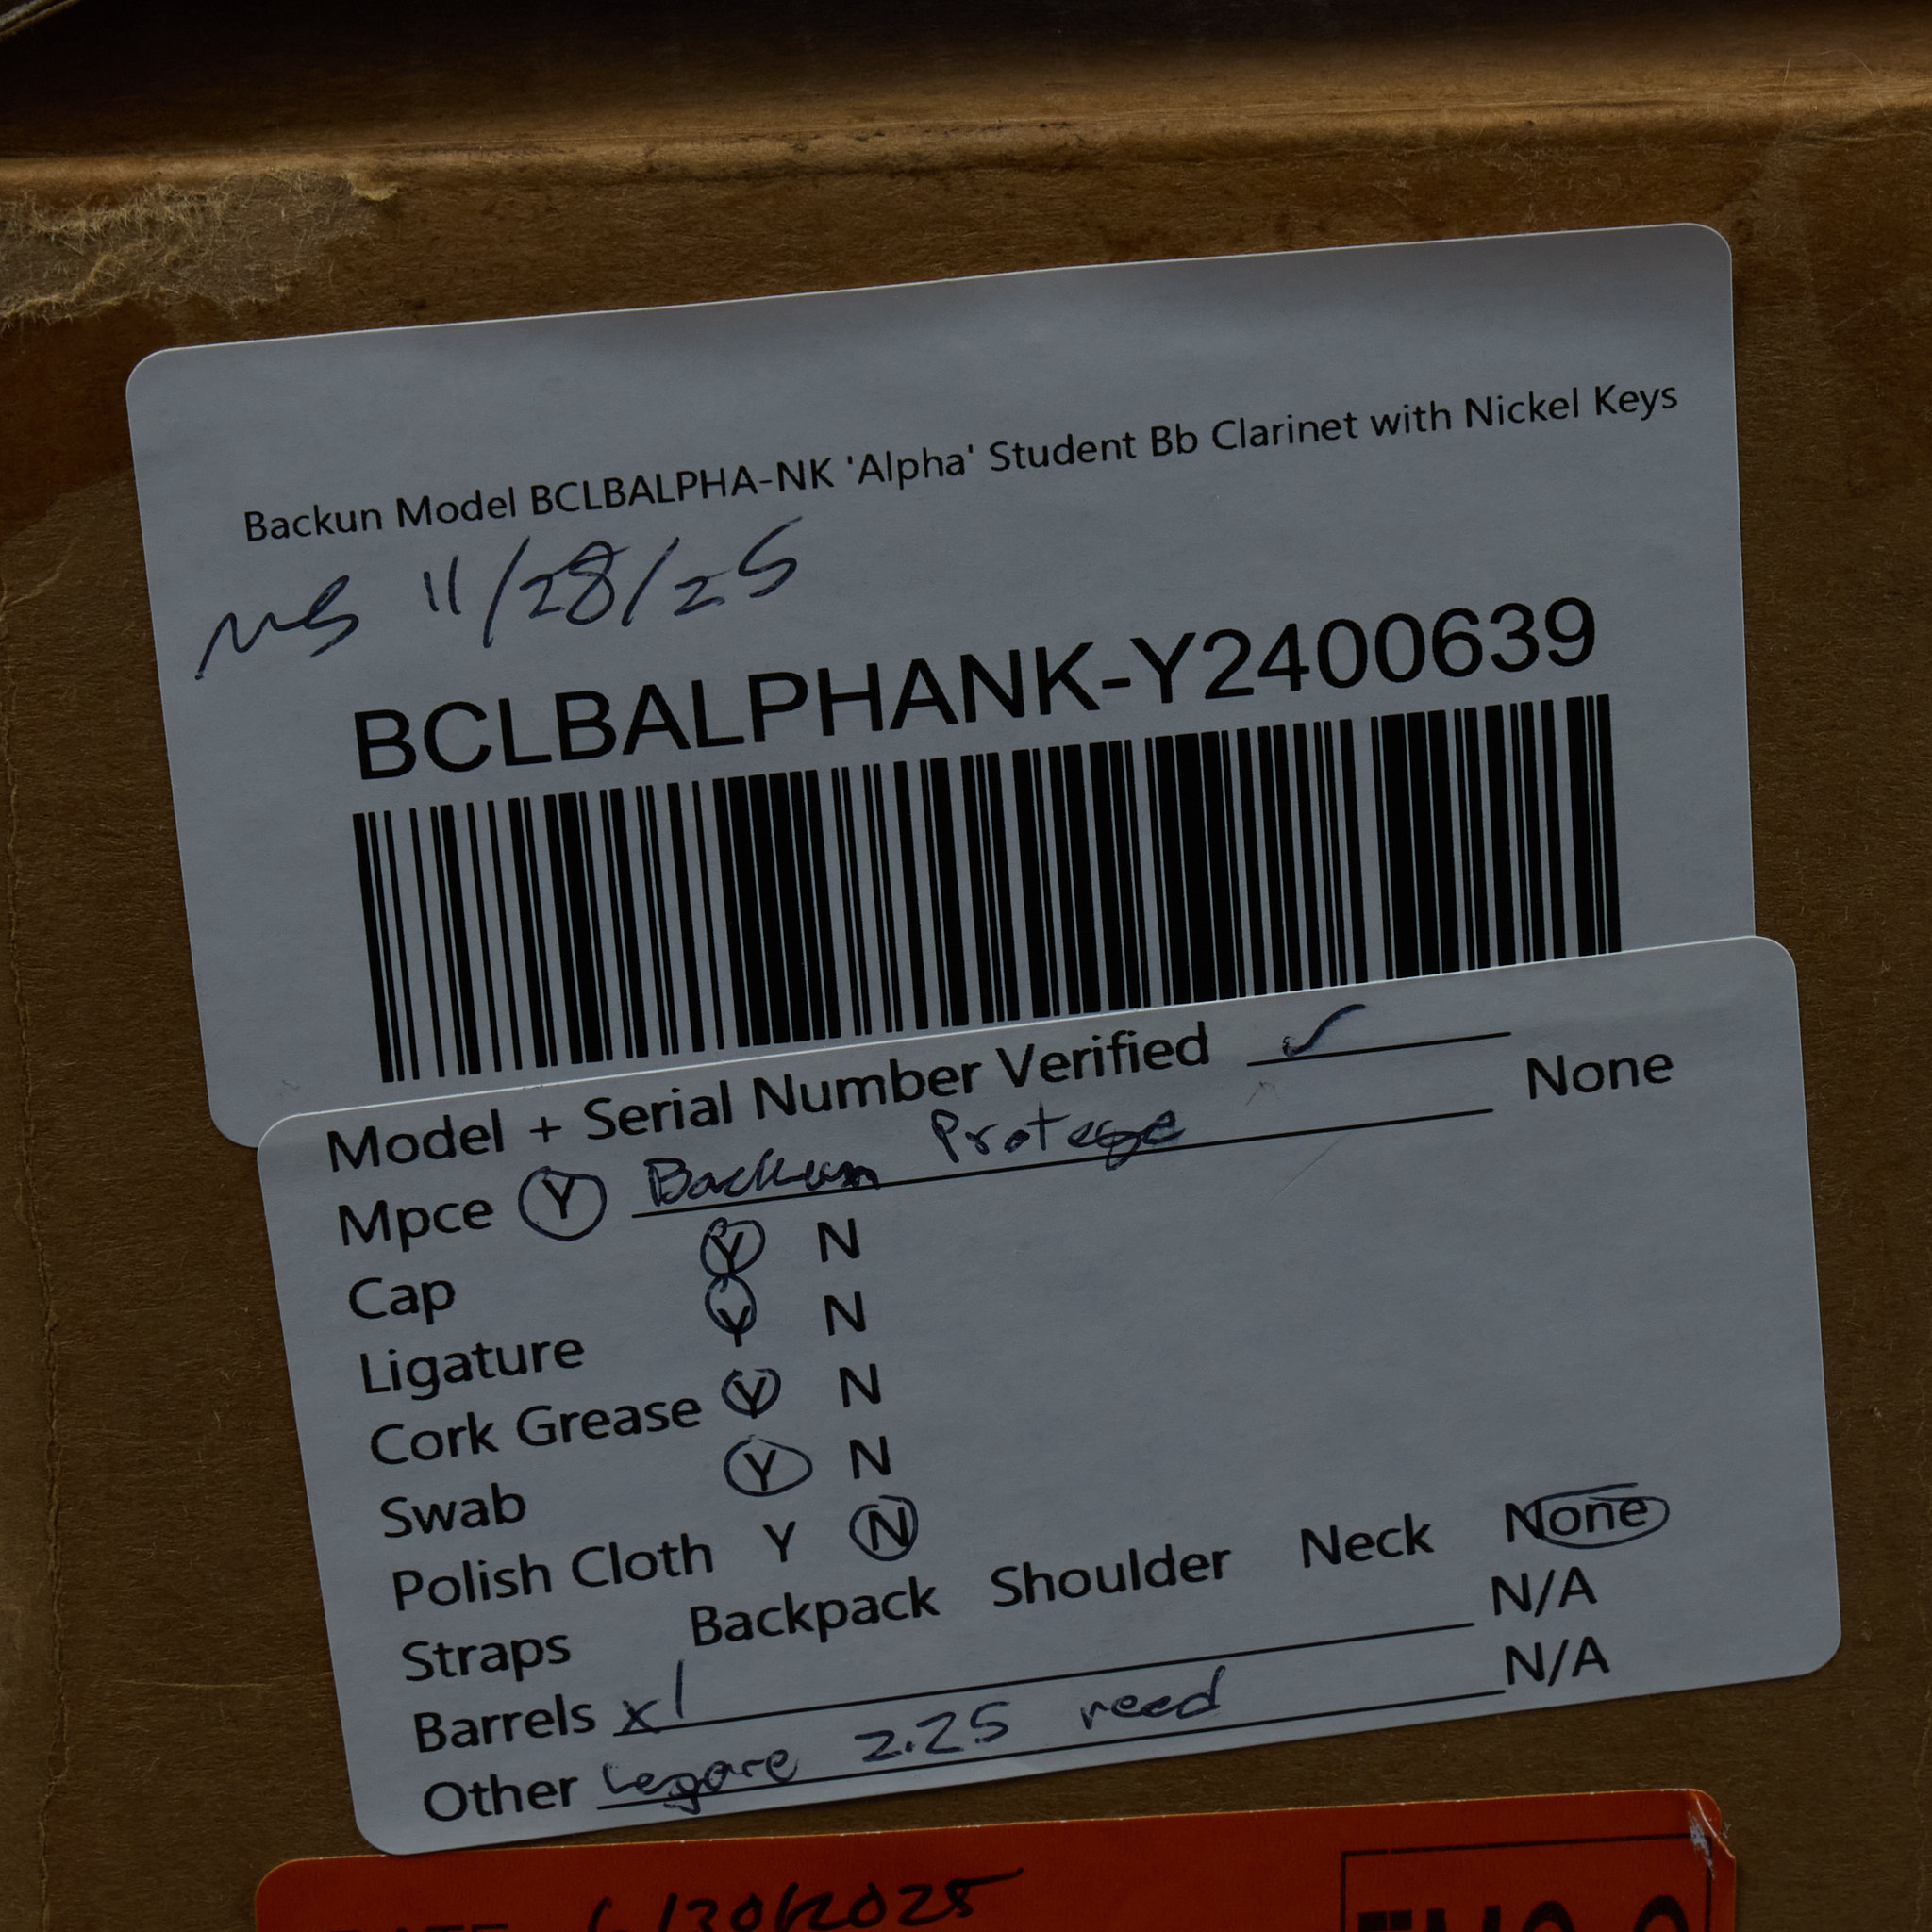 Backun Model BCLBALPHA-NK 'Alpha' Student Bb Clarinet with Nickel Keys
MS 11/28/25
BCLBALPHANK-Y2400639
Model + Serial Number Verified ✓
Mpce Y Backun Protege None
Cap Y N
Ligature Y N
Cork Grease Y N
Swab Y N
Polish Cloth Y N
Straps Backpack Shoulder Neck None
Barrels x1 N/A
Other Legere 2.25 reed N/A
DATE 6/30/2025